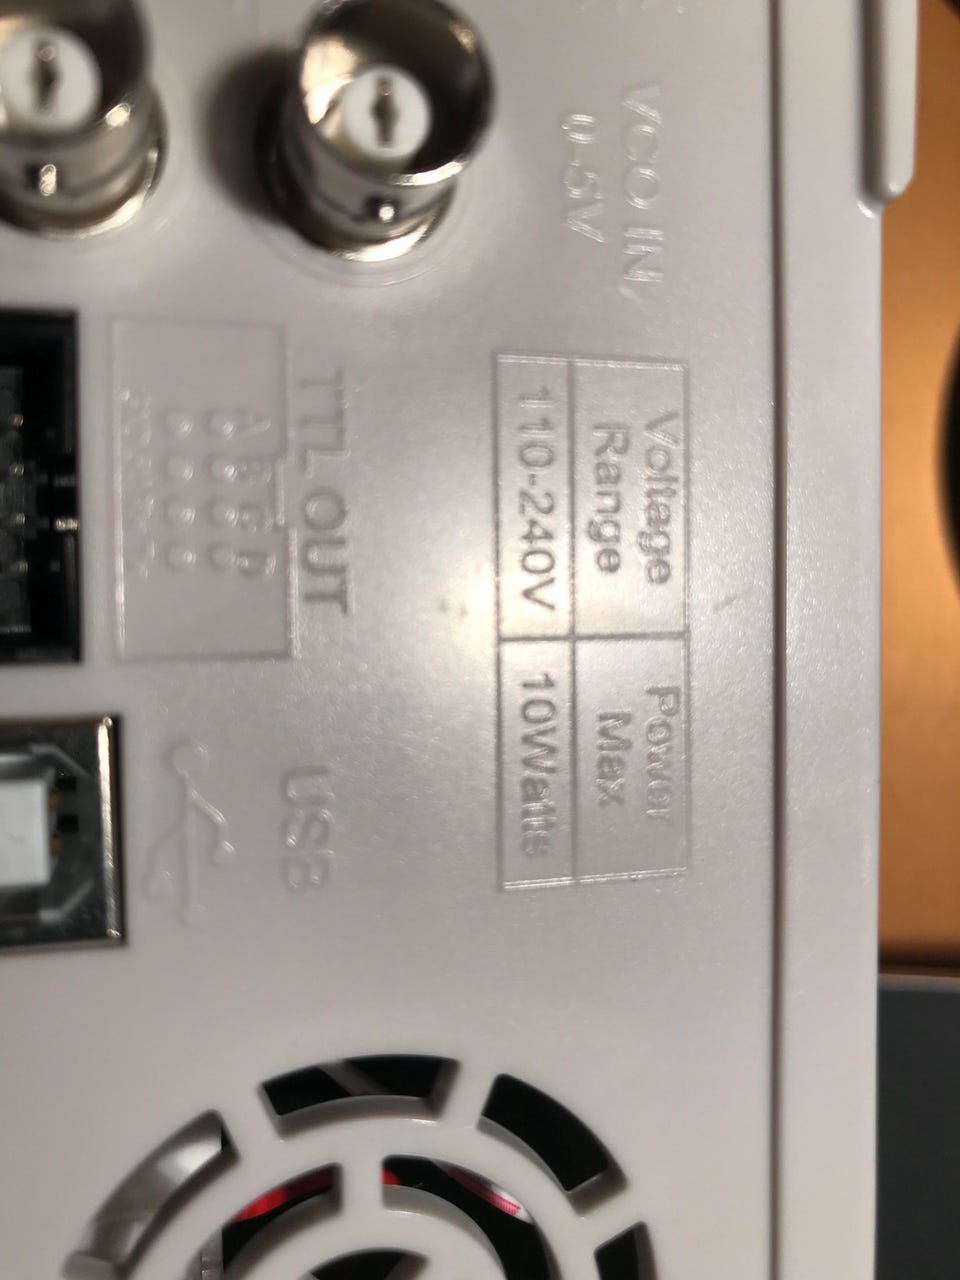 VCO IN/
0-5V
Voltage
Range
Power
Max
110-240V
10Watts
TTL OUT
USB